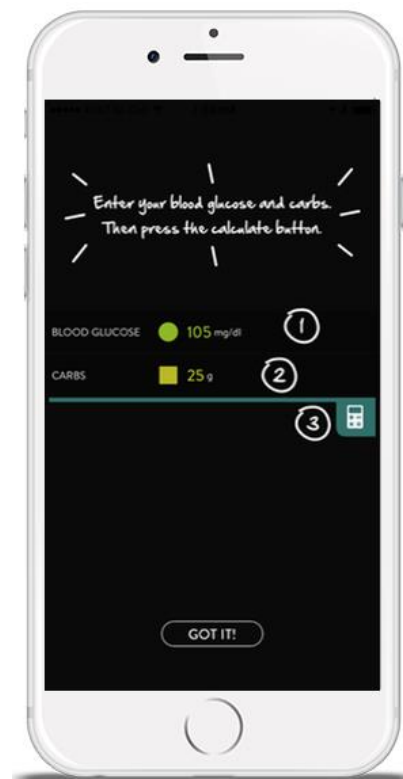 Enter your blood glucose and carbs.
Then press the calculate button.
BLOOD GLUCOSE 105 mg/dl 1
CARBS 25 g 2
3
GOT IT!